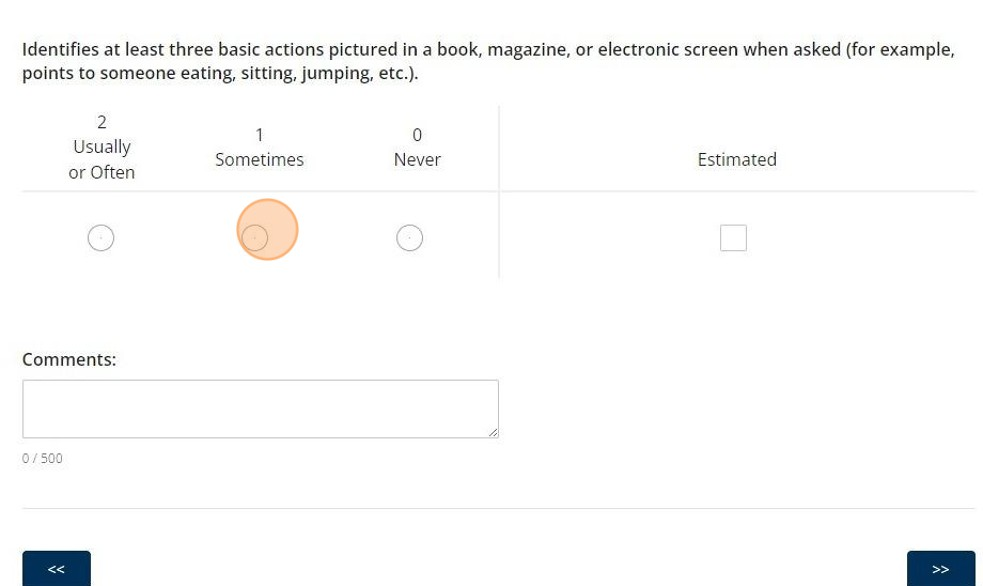 Identifies at least three basic actions pictured in a book, magazine, or electronic screen when asked (for example,
points to someone eating, sitting, jumping, etc.).
2
Usually
or Often
1
Sometimes
0
Never
Estimated
Comments:
0 / 500
<<
>>